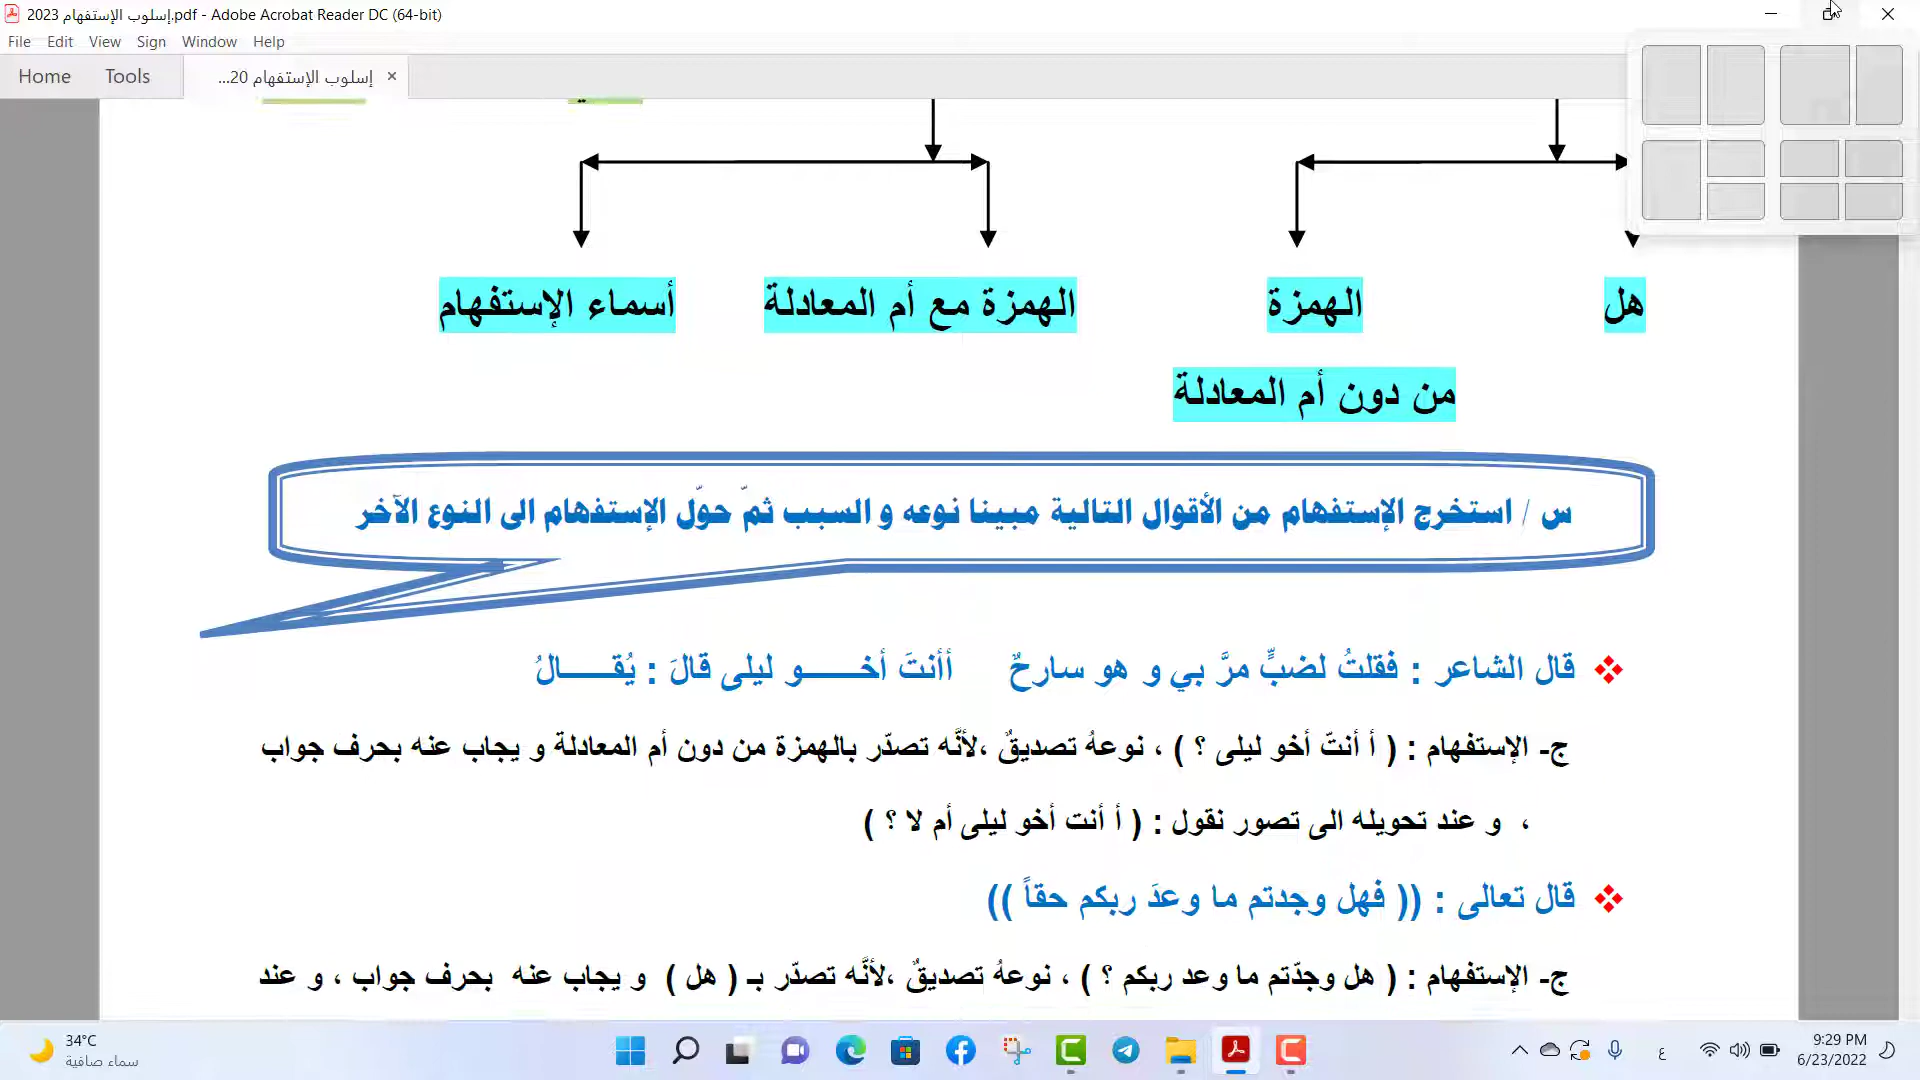 إسلوب الإستفهام 2023.pdf - Adobe Acrobat Reader DC (64-bit)
File Edit View Sign Window Help
Home Tools إسلوب الإستفهام 20...
هل
الهمزة
الهمزة مع أم المعادلة
أسماء الإستفهام
من دون أم المعادلة
س / استخرج الإستفهام من الأقوال التالية مبينا نوعه و السبب ثمّ حوّل الإستفهام الى النوع الآخر
قال الشاعر : فقلتُ لضبٍّ مرَّ بي و هو سارحٌ أأنتَ أخـــــو ليلى قالَ : يُقـــــالُ
ج- الإستفهام : ( أ أنتّ أخو ليلى ؟ ) ، نوعهُ تصديقٌ ،لأنَّه تصدّر بالهمزة من دون أم المعادلة و يجاب عنه بحرف جواب
، و عند تحويله الى تصور نقول : ( أ أنت أخو ليلى أم لا ؟ )
قال تعالى : (( فهل وجدتم ما وعدَ ربكم حقاً ))
ج- الإستفهام : ( هل وجدّتم ما وعد ربكم ؟ ) ، نوعهُ تصديقٌ ،لأنَّه تصدّر بـ ( هل ) و يجاب عنه بحرف جواب ، و عند
34°C
سماء صافية
ع
9:29 PM
6/23/2022